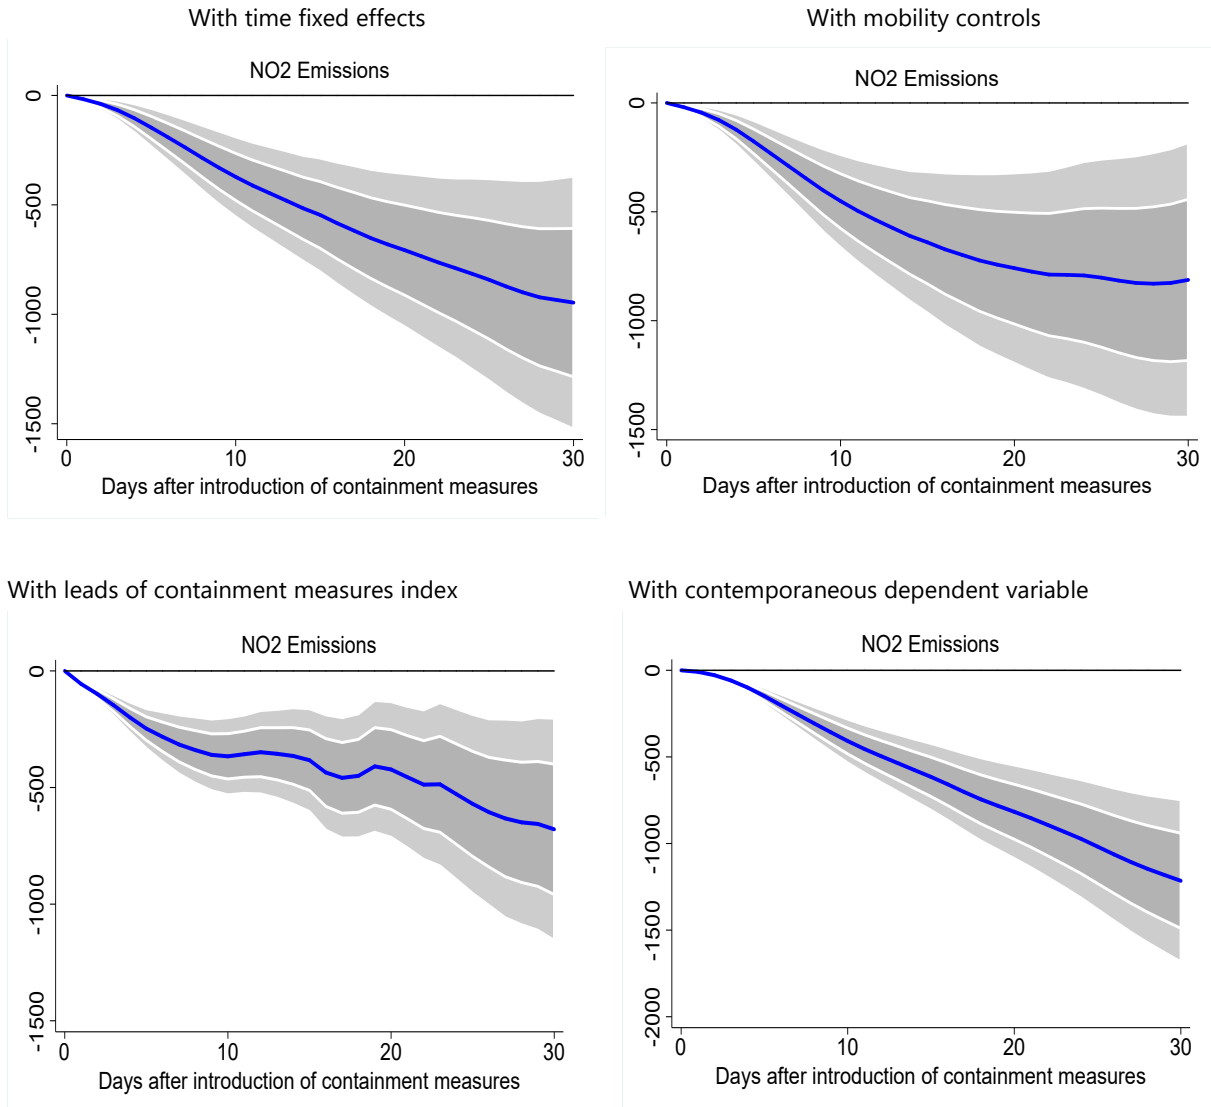 With time fixed effects
NO2 Emissions
0
-500
-1000
-1500
0 10 20 30
Days after introduction of containment measures
With mobility controls
NO2 Emissions
0
-500
-1000
-1500
0 10 20 30
Days after introduction of containment measures
With leads of containment measures index
NO2 Emissions
0
-500
-1000
-1500
0 10 20 30
Days after introduction of containment measures
With contemporaneous dependent variable
NO2 Emissions
0
-500
-1000
-1500
-2000
0 10 20 30
Days after introduction of containment measures